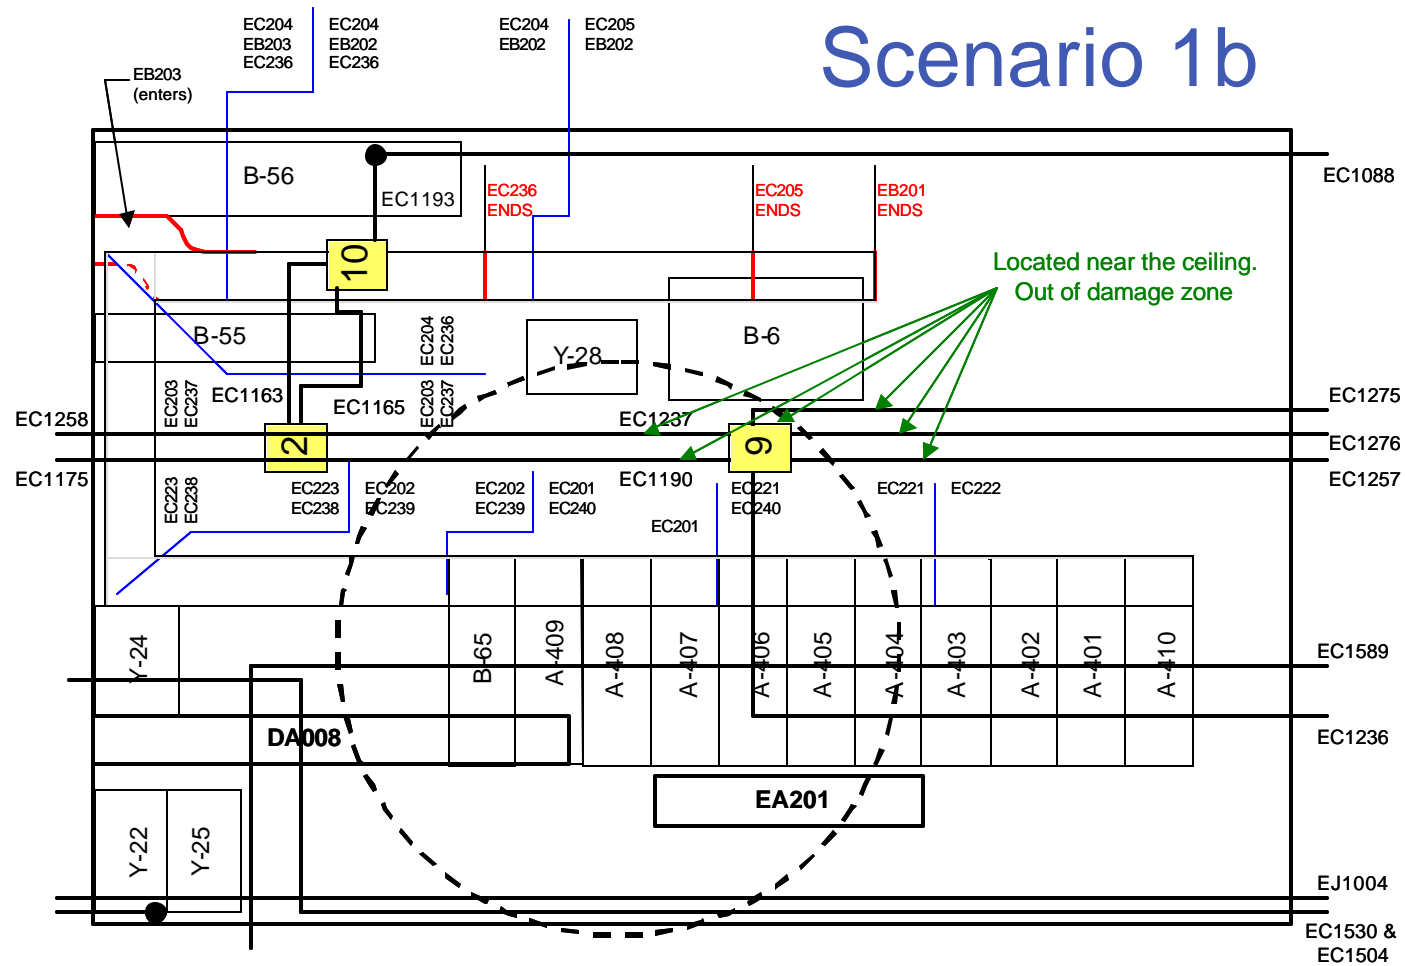 Scenario 1b
EC204
EB203
EC236
EC204
EB202
EC236
EC204
EB202
EC205
EB202
EB203
(enters)
B-56
EC1193
EC1088
EC236
ENDS
EC205
ENDS
EB201
ENDS
10
Located near the ceiling.
Out of damage zone
B-55
EC204
EC236
Y-28
B-6
EC203
EC237
EC1163
EC1165
EC203
EC237
EC1237
EC1275
EC1258
2
9
EC1276
EC1175
EC1190
EC1257
EC223
EC238
EC223
EC238
EC202
EC239
EC202
EC239
EC201
EC240
EC201
EC221
EC240
EC221
EC222
Y-24
B-65
A-409
A-408
A-407
A-406
A-405
A-404
A-403
A-402
A-401
A-410
EC1589
DA008
EC1236
EA201
Y-22
Y-25
EJ1004
EC1530 &
EC1504